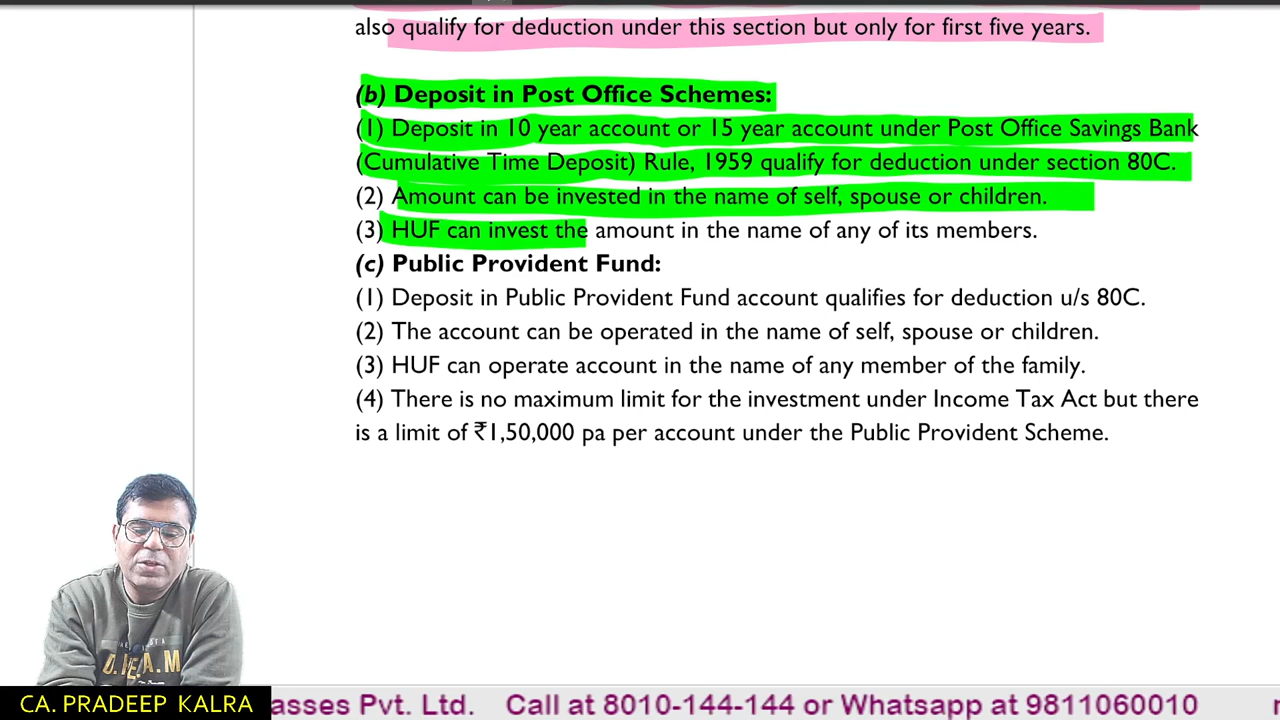 also qualify for deduction under this section but only for first five years.
(b) Deposit in Post Office Schemes:
(1) Deposit in 10 year account or 15 year account under Post Office Savings Bank
(Cumulative Time Deposit) Rule, 1959 qualify for deduction under section 80C.
(2) Amount can be invested in the name of self, spouse or children.
(3) HUF can invest the amount in the name of any of its members.
(c) Public Provident Fund:
(1) Deposit in Public Provident Fund account qualifies for deduction u/s 80C.
(2) The account can be operated in the name of self, spouse or children.
(3) HUF can operate account in the name of any member of the family.
(4) There is no maximum limit for the investment under Income Tax Act but there
is a limit of ₹1,50,000 pa per account under the Public Provident Scheme.
CA. PRADEEP KALRA
asses Pvt. Ltd. Call at 8010-144-144 or Whatsapp at 9811060010